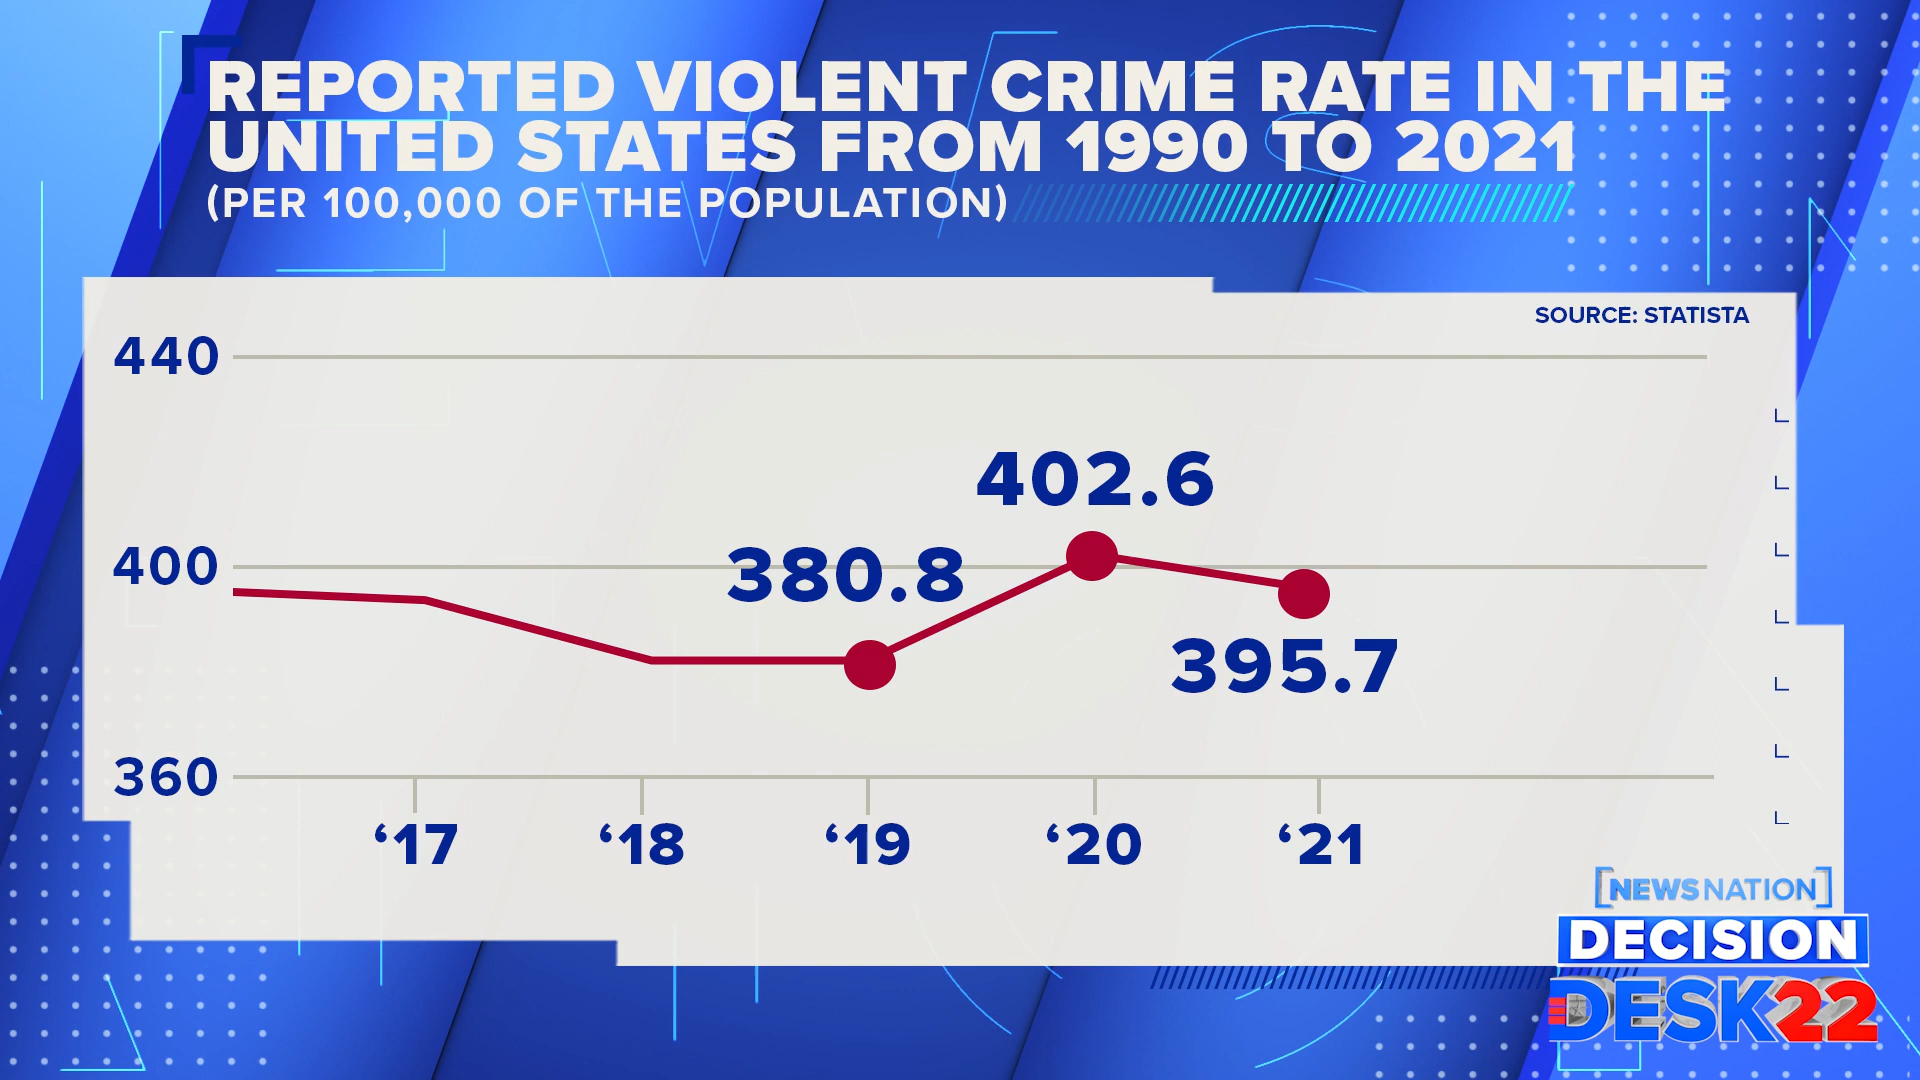 REPORTED VIOLENT CRIME RATE IN THE
UNITED STATES FROM 1990 TO 2021
(PER 100,000 OF THE POPULATION)
SOURCE: STATISTA
440
402.6
400
380.8
395.7
360
‘17 ‘18 ‘19 ‘20 ‘21
[NEWSNATION]
DECISION
DESK22